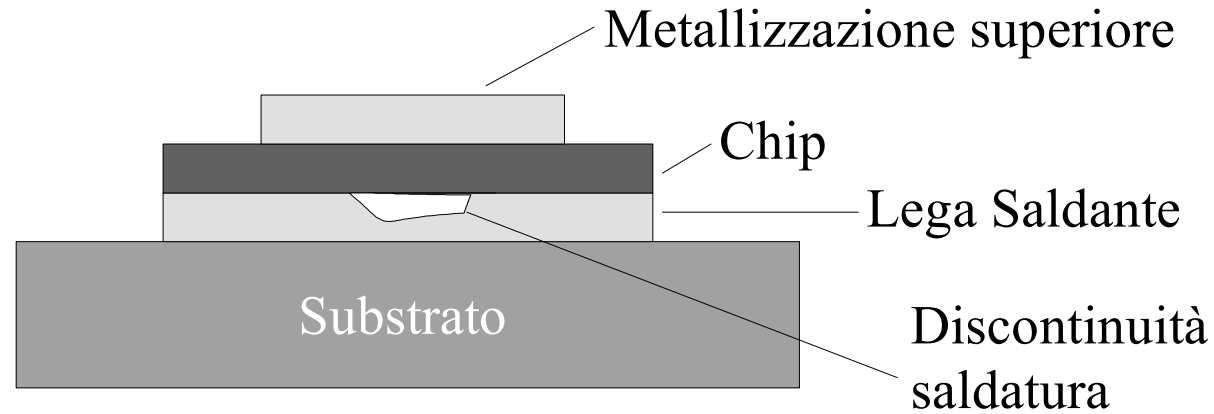 Metallizzazione superiore
Chip
Lega Saldante
Substrato
Discontinuità
saldatura